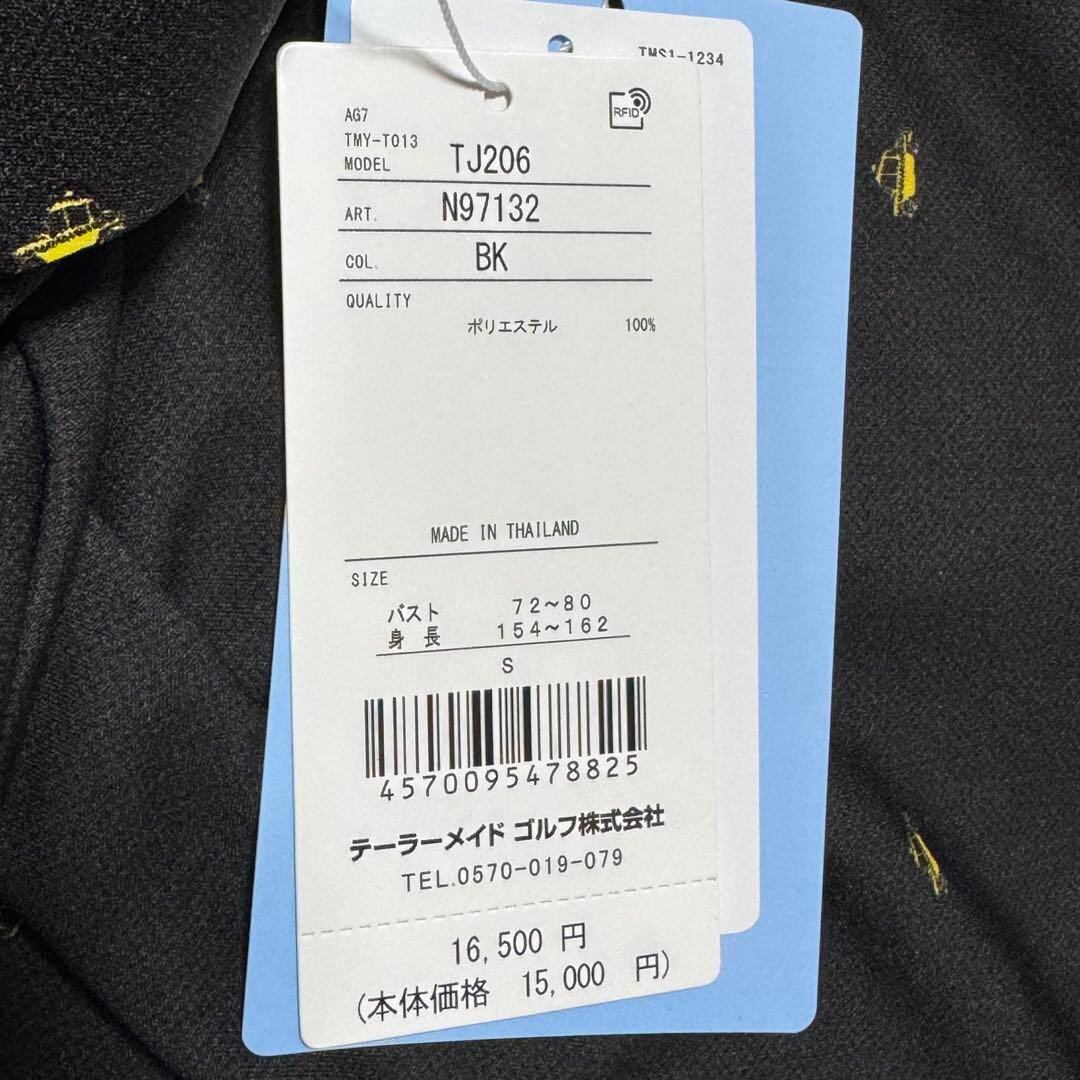 TMS1-1234
RFID
AG7
TMY-T013
MODEL TJ206
ART. N97132
COL. BK
QUALITY
ポリエステル 100%
MADE IN THAILAND
SIZE
バスト 72~80
身長 154~162
S
4570095478825
テーラーメイド ゴルフ株式会社
TEL.0570-019-079
16,500 円
(本体価格 15,000 円)